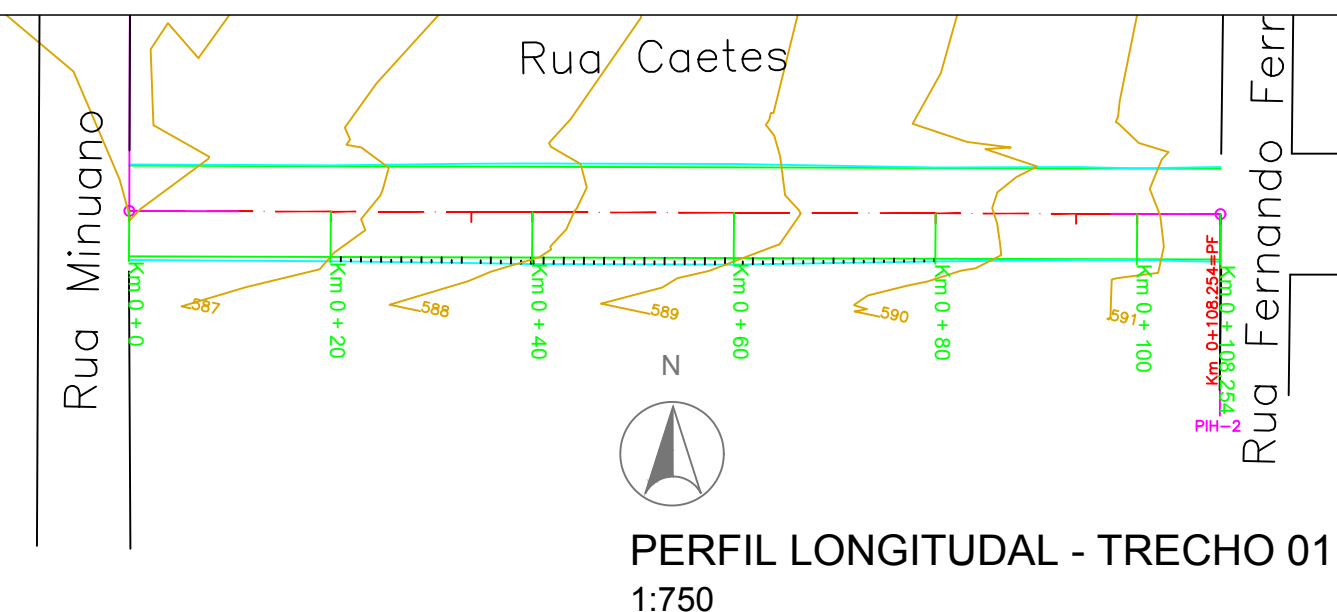 Rua Caetes
Rua Minuano
Rua Fernando Ferr
587
588
589
590
591
Km 0 + 0
Km 0 + 20
Km 0 + 40
Km 0 + 60
Km 0 + 80
Km 0 + 100
Km 0+108.254=PF
Km 0 + 108.254
PIH-2
N
PERFIL LONGITUDAL - TRECHO 01
1:750